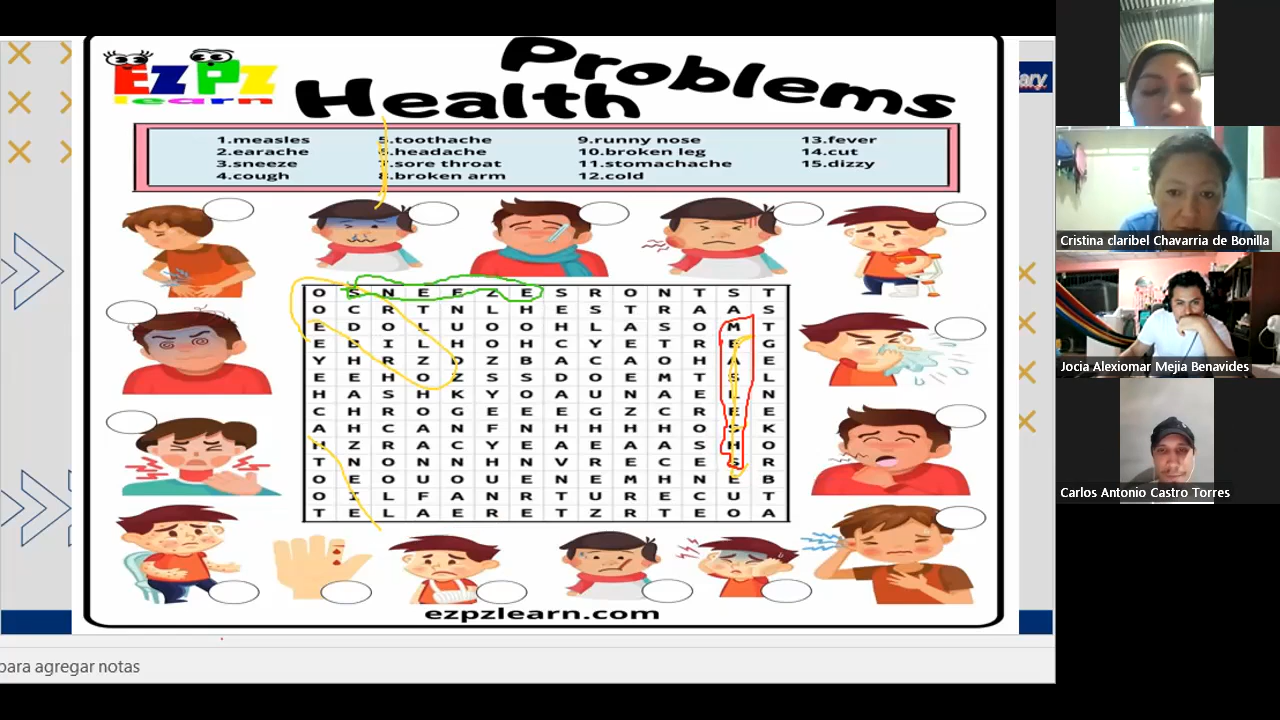 EZPZ
learn
Health Problems
ary
1.measles 5.toothache 9.runny nose 13.fever
2.earache 6.headache 10.broken leg 14.cut
3.sneeze 7.sore throat 11.stomachache 15.dizzy
4.cough 8.broken arm 12.cold
O S N E E Z E S R O N T S T
O C R T N L H E S T R A A S
E D O L U O O H L A S O M T
E D I L H O H C Y E T R E G
Y H R Z D Z B A C A O H A E
E E H O Z S S D O E M T S L
H A S H K Y O A U N A E L N
C H R O G E E E G Z C R E E
A H C A N F N H H H H O S K
H Z R A C Y E A E A A S H O
T N O N N H N V R E C E S R
O E O U O U E N E M H N E B
O I L F A N R T U R E C U T
T E L A E R E T Z R T E O A
ezpzlearn.com
para agregar notas
Cristina claribel Chavarria de Bonilla
Jocia Alexiomar Mejia Benavides
Carlos Antonio Castro Torres